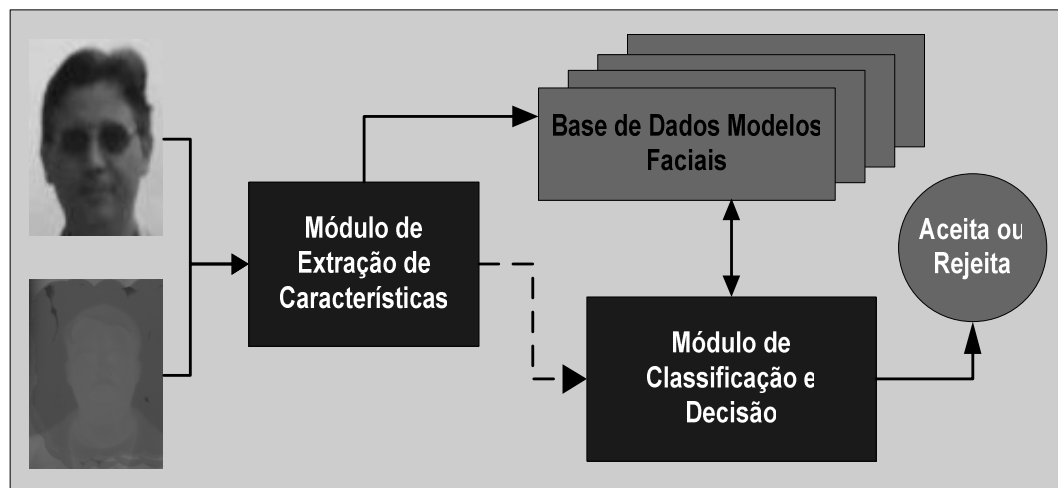 Base de Dados Modelos
Faciais
Módulo de
Extração de
Características
Aceita ou
Rejeita
Módulo de
Classificação e
Decisão